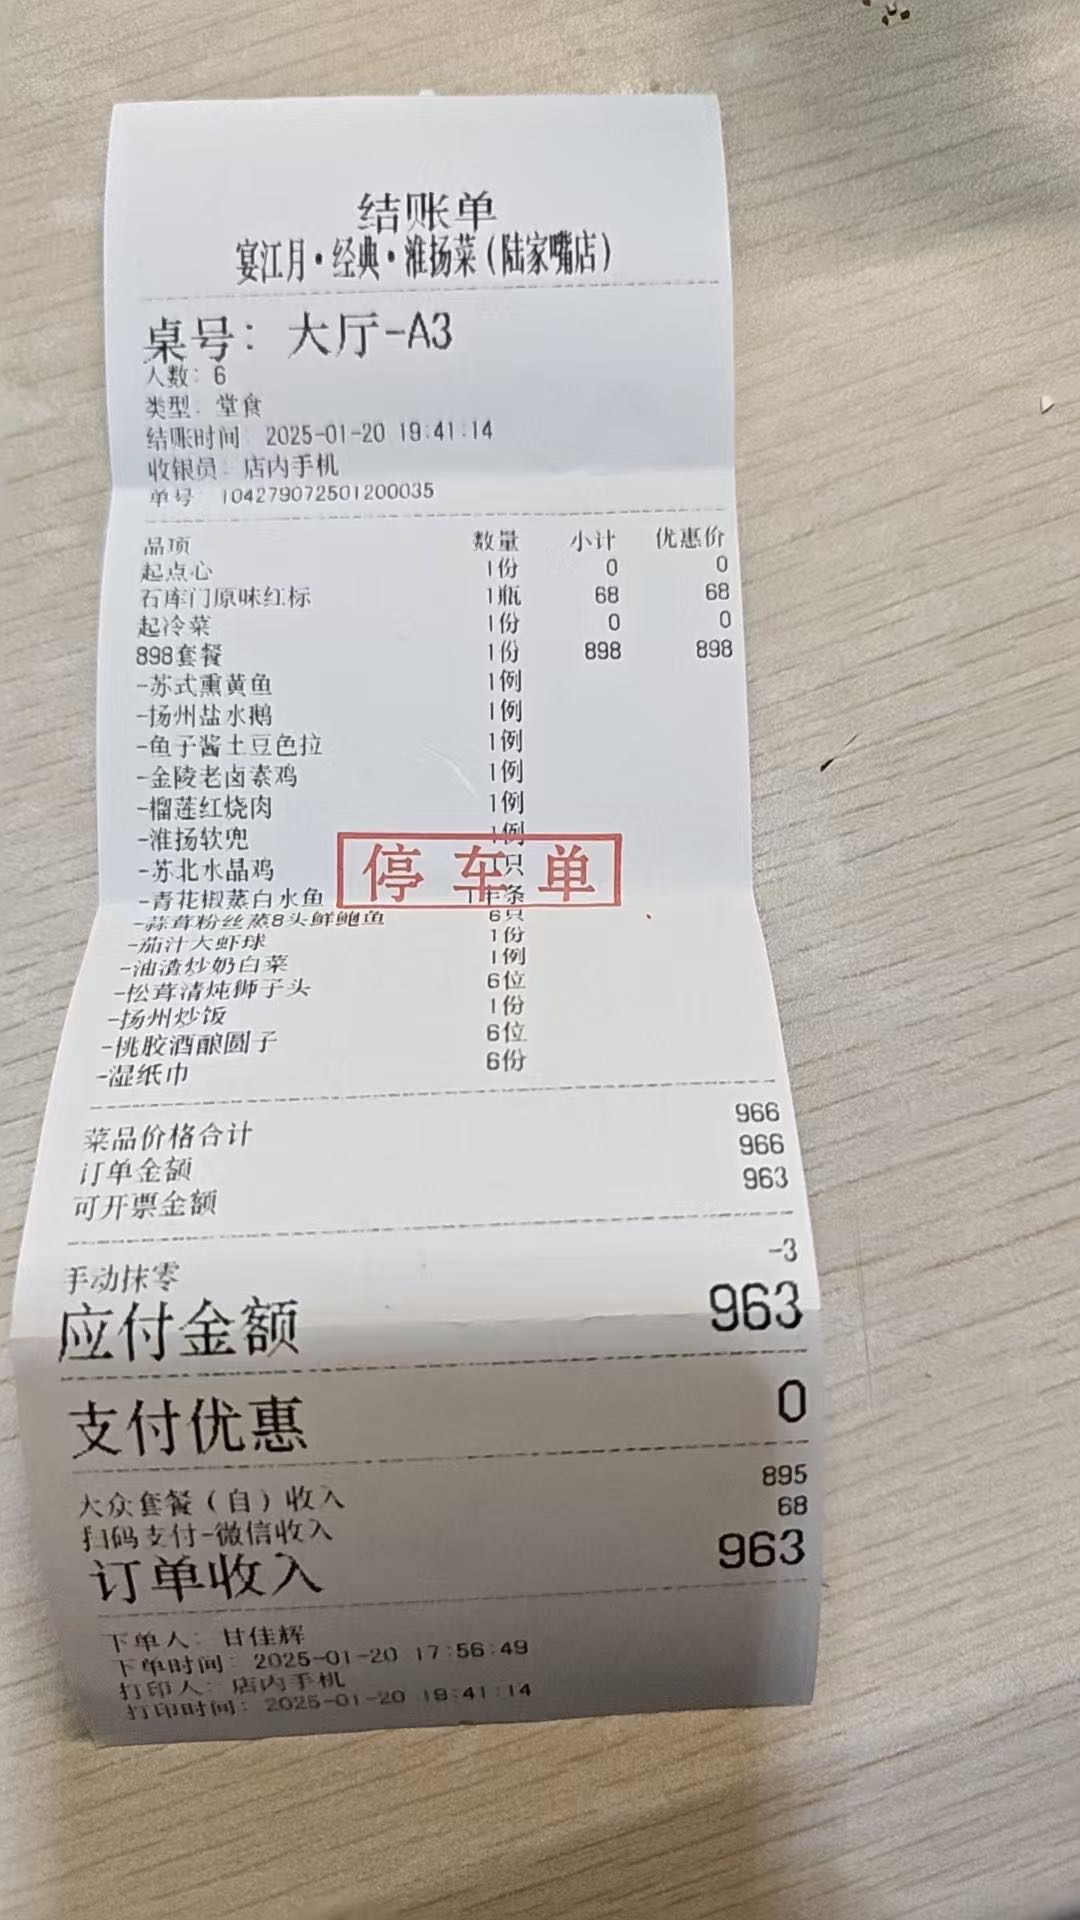 结账单
宴江月·经典·淮扬菜(陆家嘴店)
桌号: 大厅-A3
人数: 6
类型: 堂食
结账时间: 2025-01-20 19:41:14
收银员: 店内手机
单号: 104279072501200035
品项 数量 小计 优惠价
起点心 1份 0 0
石库门原味红标 1瓶 68 68
起冷菜 1份 0 0
898套餐 1份 898 898
-苏式熏黄鱼 1例
-扬州盐水鹅 1例
-鱼子酱土豆色拉 1例
-金陵老卤素鸡 1例
-榴莲红烧肉 1例
-淮扬软兜 1例
-苏北水晶鸡 1只
停车单
-青花椒蒸白水鱼 1年条
-蒜茸粉丝蒸8头鲜鲍鱼 6只
-茄汁大虾球 1份
-油渣炒奶白菜 1例
-松茸清炖狮子头 6位
-扬州炒饭 1份
-桃胶酒酿圆子 6位
-湿纸巾 6份
菜品价格合计 966
订单金额 966
可开票金额 963
手动抹零 -3
应付金额 963
支付优惠 0
大众套餐(自)收入 895
扫码支付-微信收入 68
订单收入 963
下单人: 甘佳辉
下单时间: 2025-01-20 17:56:49
打印人: 店内手机
打印时间: 2025-01-20 19:41:14